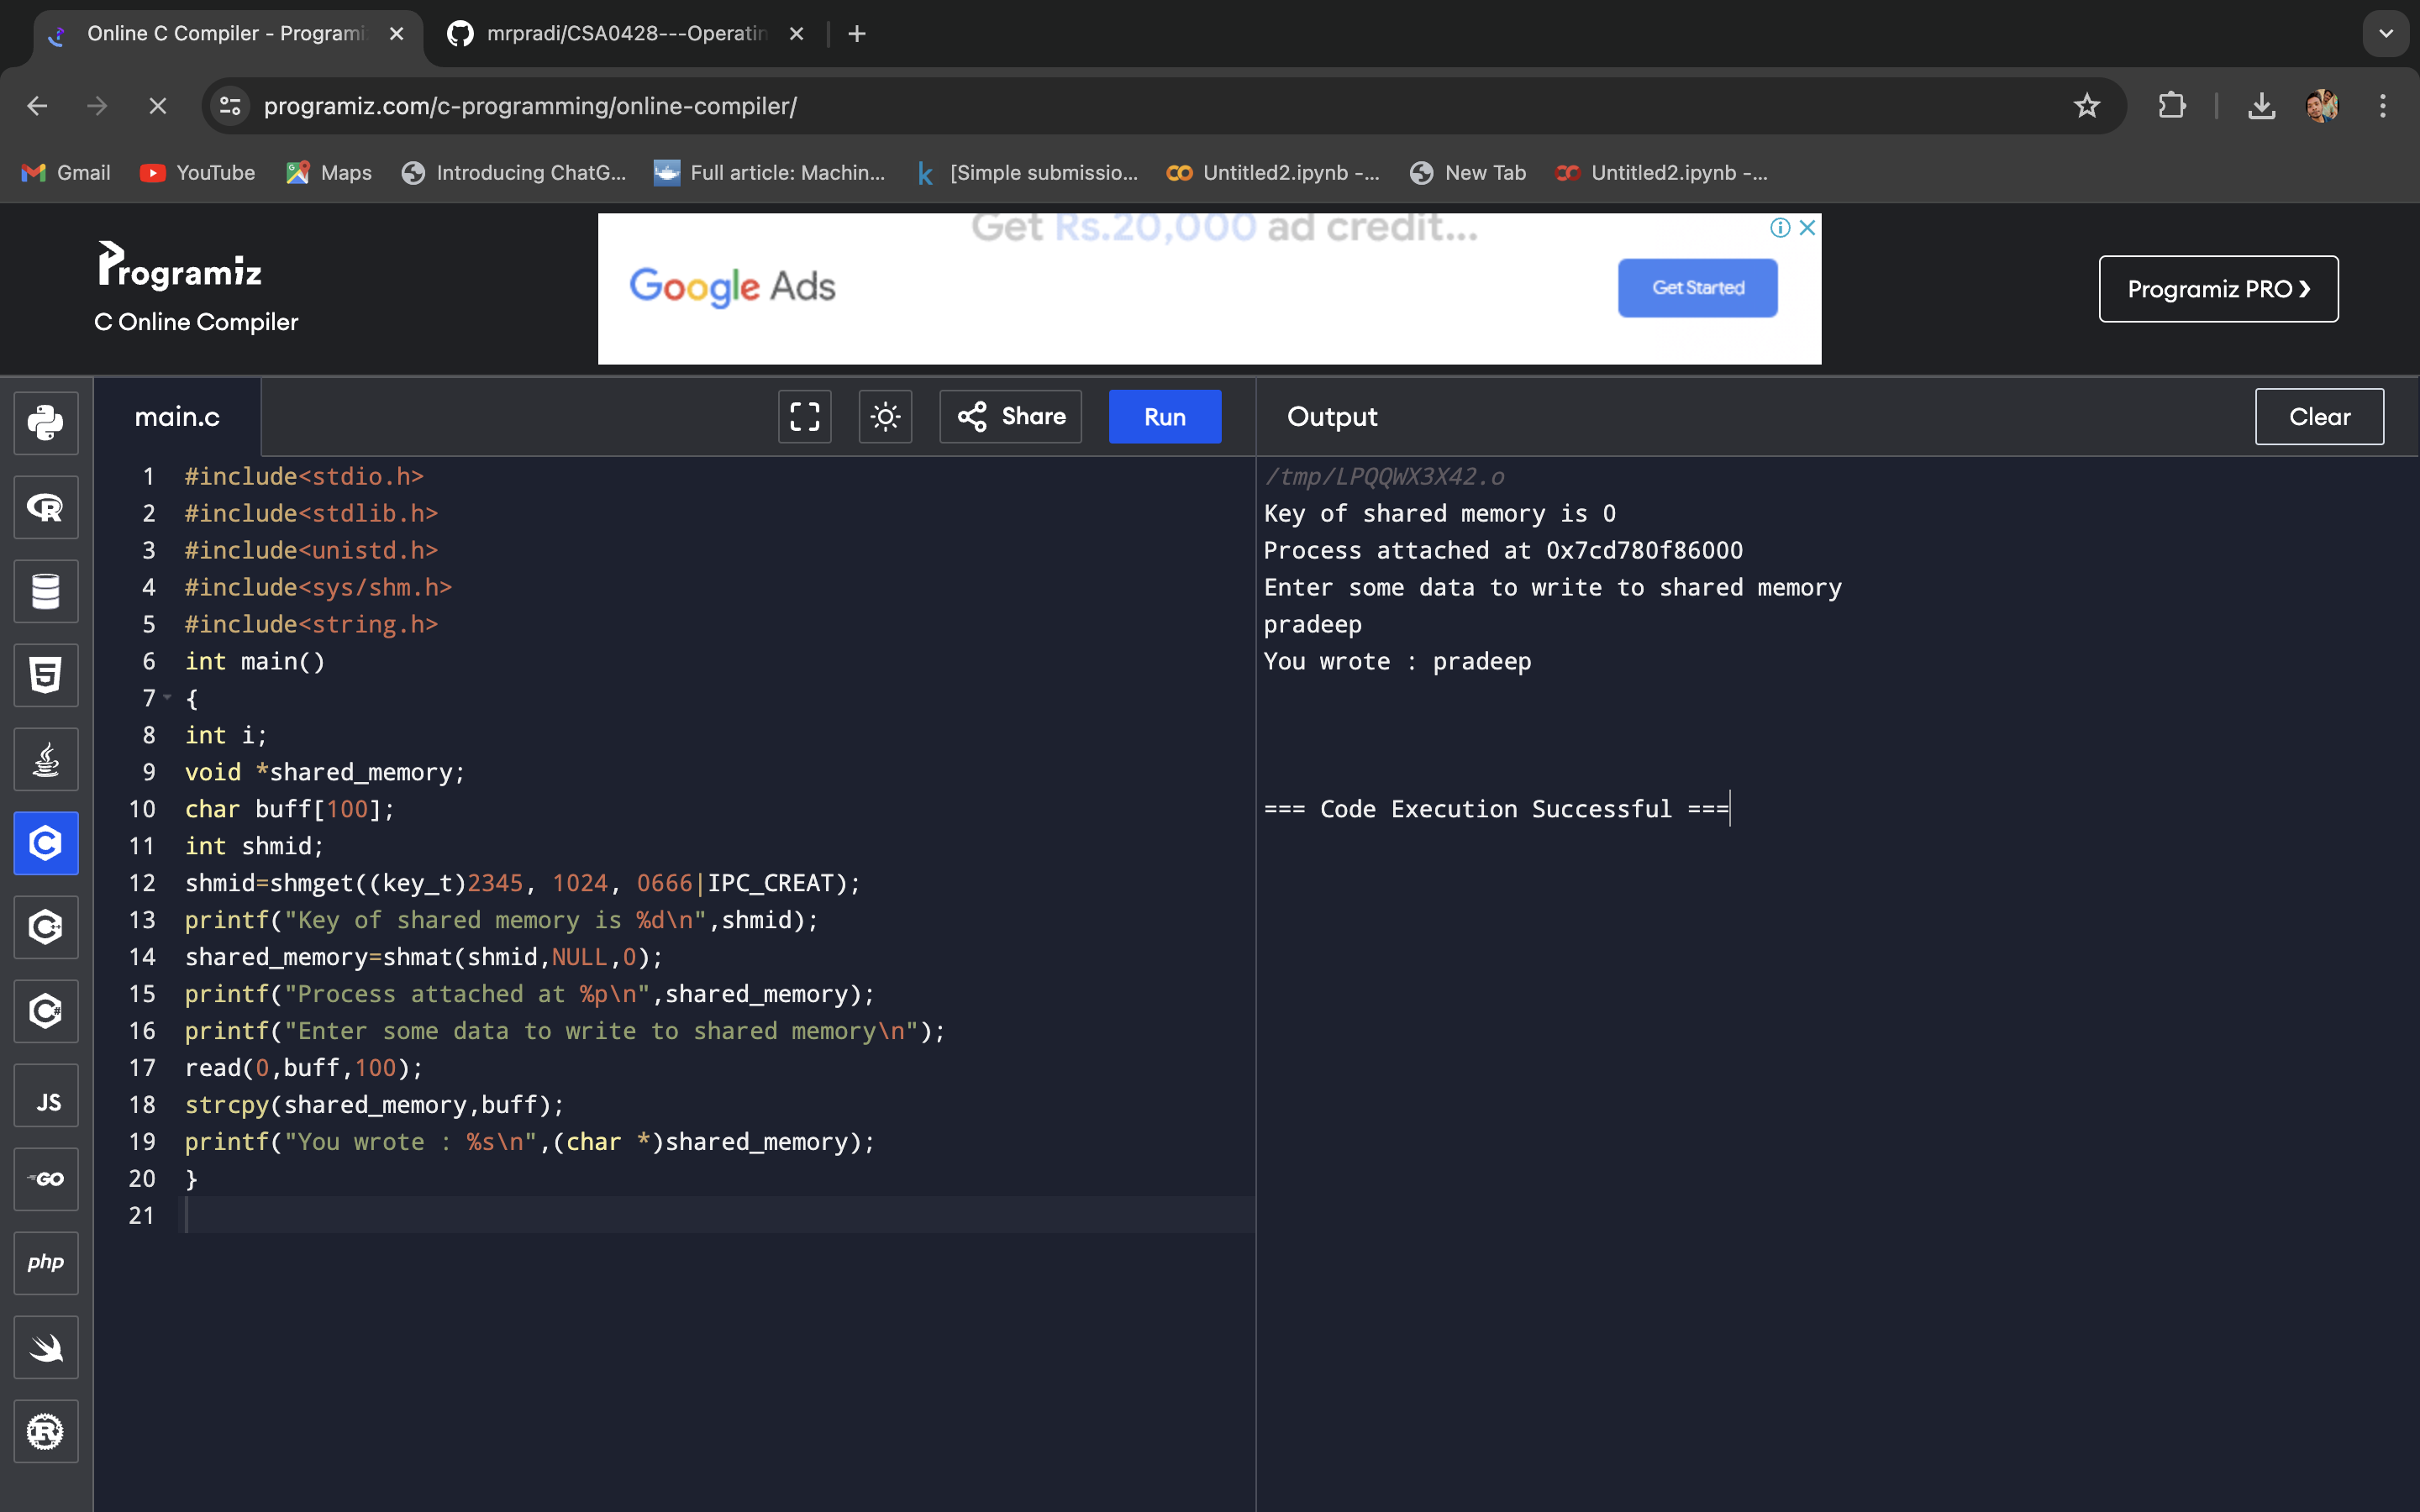 Online C Compiler - Programi
mrpradi/CSA0428---Operatin
programiz.com/c-programming/online-compiler/
Gmail
YouTube
Maps
Introducing ChatG...
Full article: Machin...
[Simple submissio...
Untitled2.ipynb -...
New Tab
Untitled2.ipynb -...
Programiz
C Online Compiler
Get Rs.20,000 ad credit...
Google Ads
Get Started
Programiz PRO ❯
main.c
Share
Run
Output
Clear
1 #include<stdio.h>
2 #include<stdlib.h>
3 #include<unistd.h>
4 #include<sys/shm.h>
5 #include<string.h>
6 int main()
7 {
8 int i;
9 void *shared_memory;
10 char buff[100];
11 int shmid;
12 shmid=shmget((key_t)2345, 1024, 0666|IPC_CREAT);
13 printf("Key of shared memory is %d\n",shmid);
14 shared_memory=shmat(shmid,NULL,0);
15 printf("Process attached at %p\n",shared_memory);
16 printf("Enter some data to write to shared memory\n");
17 read(0,buff,100);
18 strcpy(shared_memory,buff);
19 printf("You wrote : %s\n",(char *)shared_memory);
20 }
21
/tmp/LPQQWX3X42.o
Key of shared memory is 0
Process attached at 0x7cd780f86000
Enter some data to write to shared memory
pradeep
You wrote : pradeep
=== Code Execution Successful ===
R
5
C
C++
C#
JS
GO
php
R